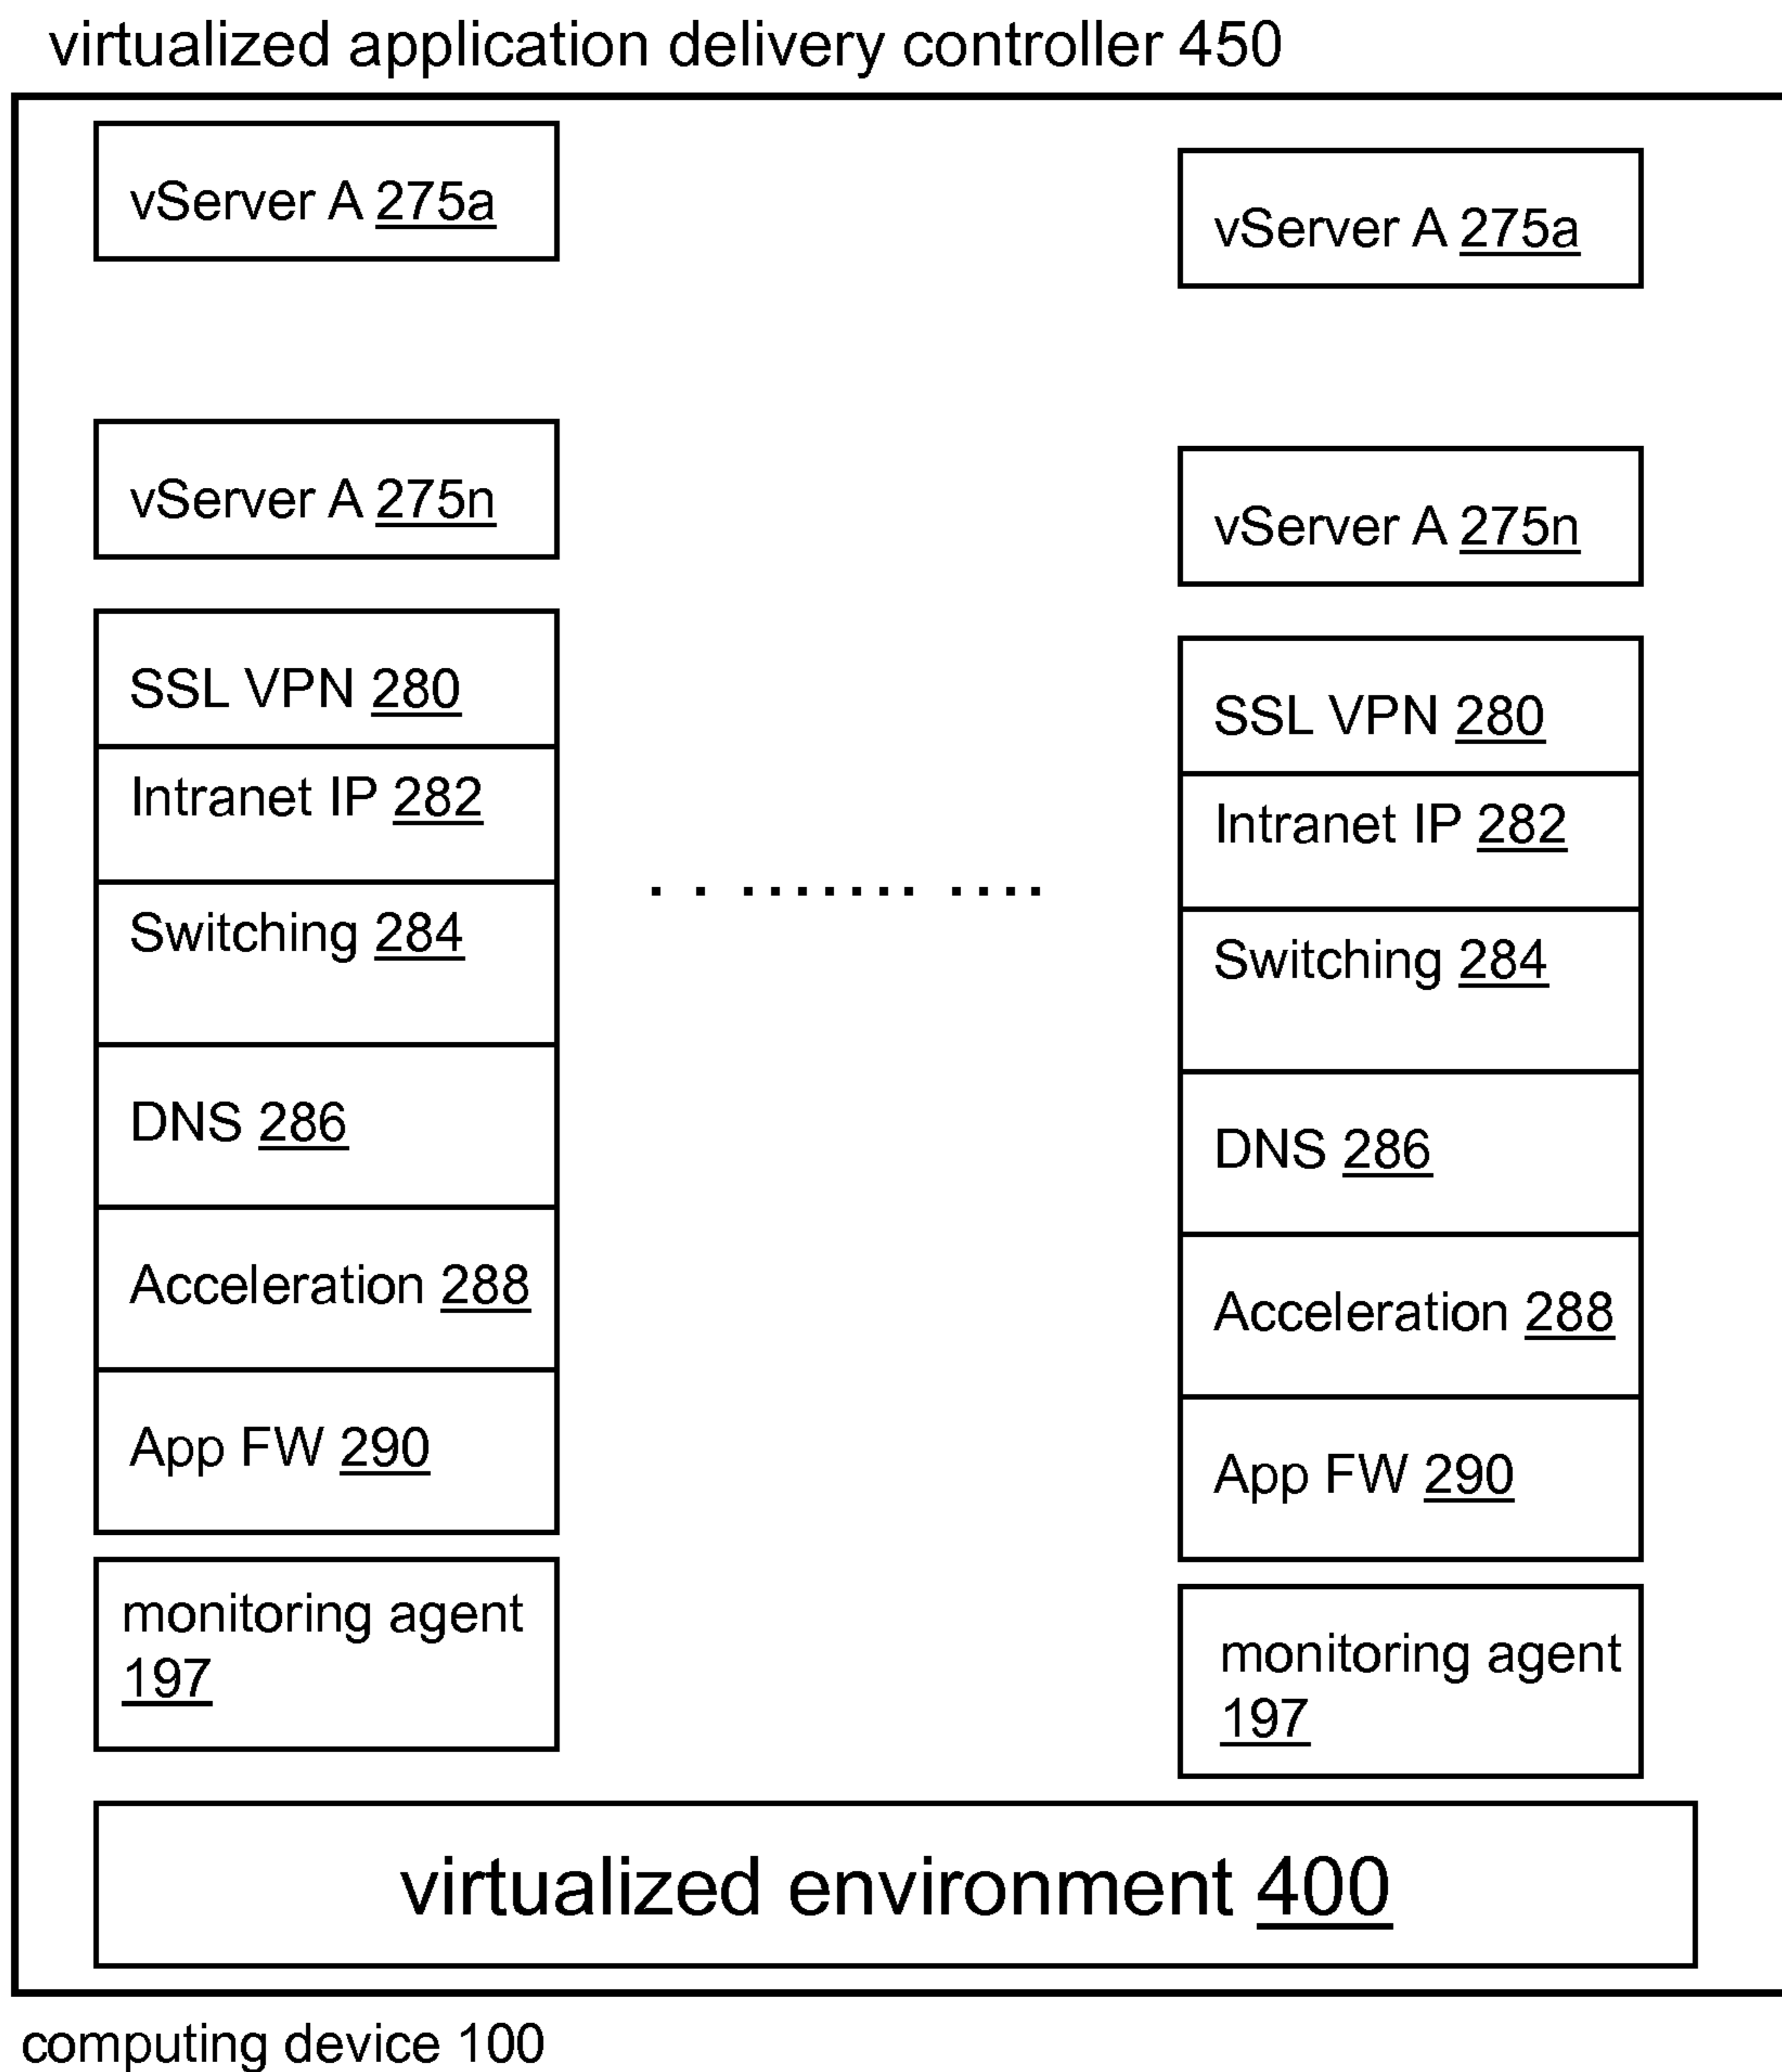 virtualized application delivery controller 450
vServer A 275a
vServer A 275n
SSL VPN 280
Intranet IP 282
Switching 284
DNS 286
Acceleration 288
App FW 290
monitoring agent
197
vServer A 275a
vServer A 275n
SSL VPN 280
Intranet IP 282
Switching 284
DNS 286
Acceleration 288
App FW 290
monitoring agent
197
virtualized environment 400
computing device 100